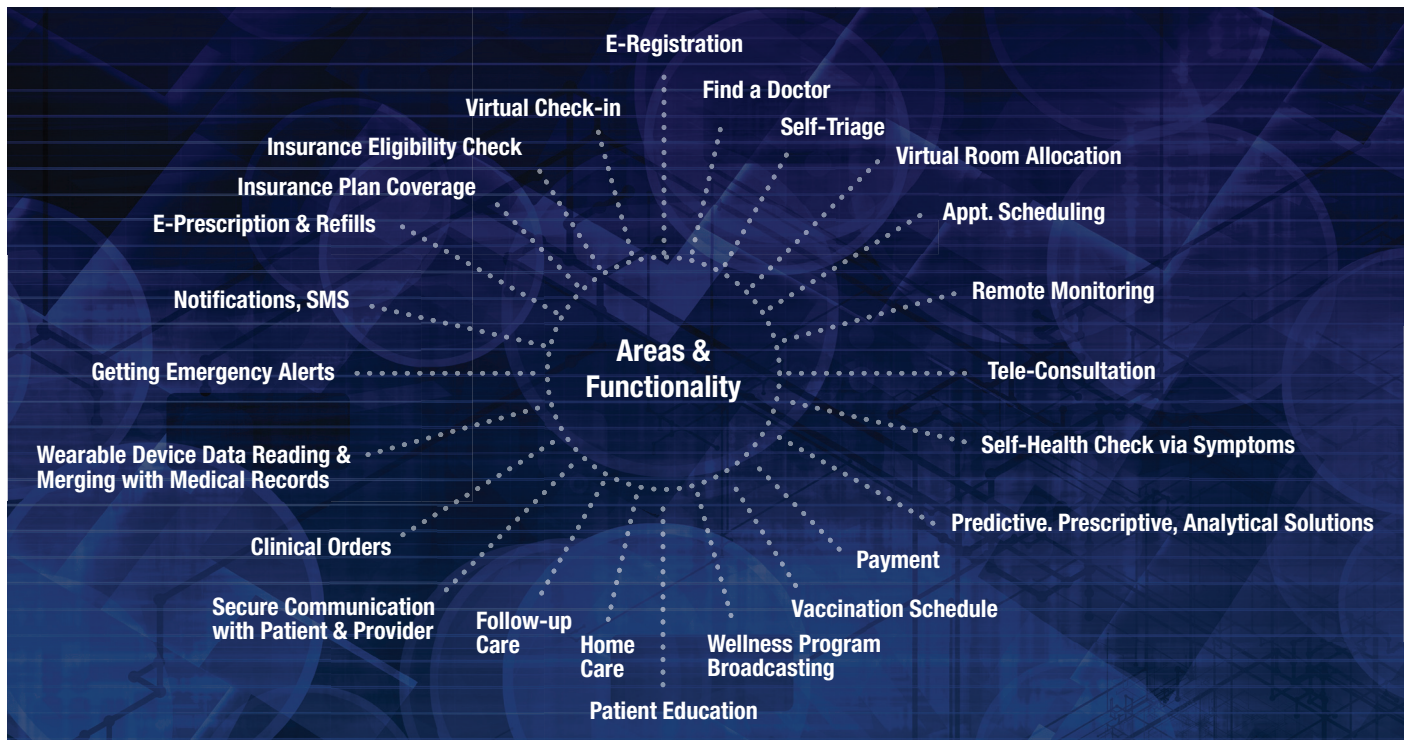 E-Registration
Find a Doctor
Virtual Check-in
Self-Triage
Insurance Eligibility Check
Virtual Room Allocation
Insurance Plan Coverage
Appt. Scheduling
E-Prescription & Refills
Remote Monitoring
Notifications, SMS
Areas &
Functionality
Getting Emergency Alerts
Tele-Consultation
Self-Health Check via Symptoms
Wearable Device Data Reading &
Merging with Medical Records
Predictive. Prescriptive, Analytical Solutions
Clinical Orders
Payment
Secure Communication
with Patient & Provider
Vaccination Schedule
Follow-up
Care
Home
Care
Wellness Program
Broadcasting
Patient Education